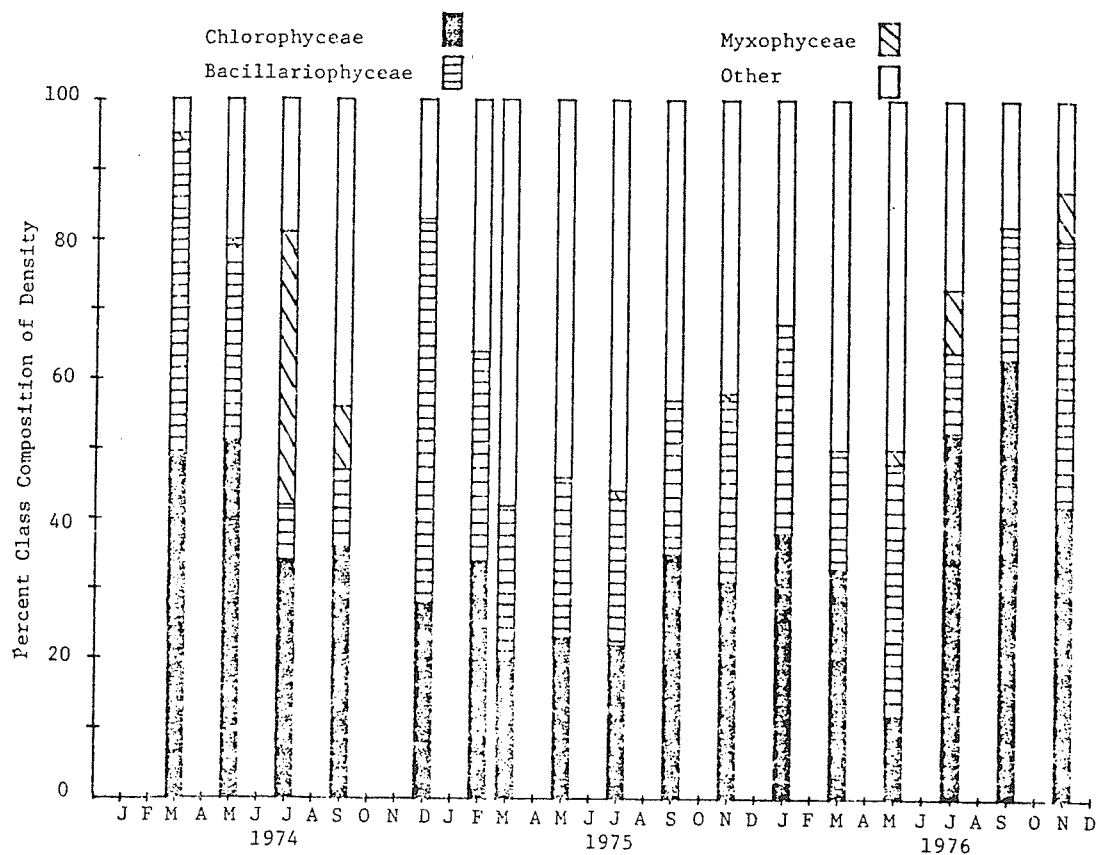 Chlorophyceae
Bacillariophyceae
Myxophyceae
Other
Percent Class Composition of Density
100
80
60
40
20
0
J F M A M J J A S O N D J F M A M J J A S O N D J F M A M J J A S O N D
1974
1975
1976